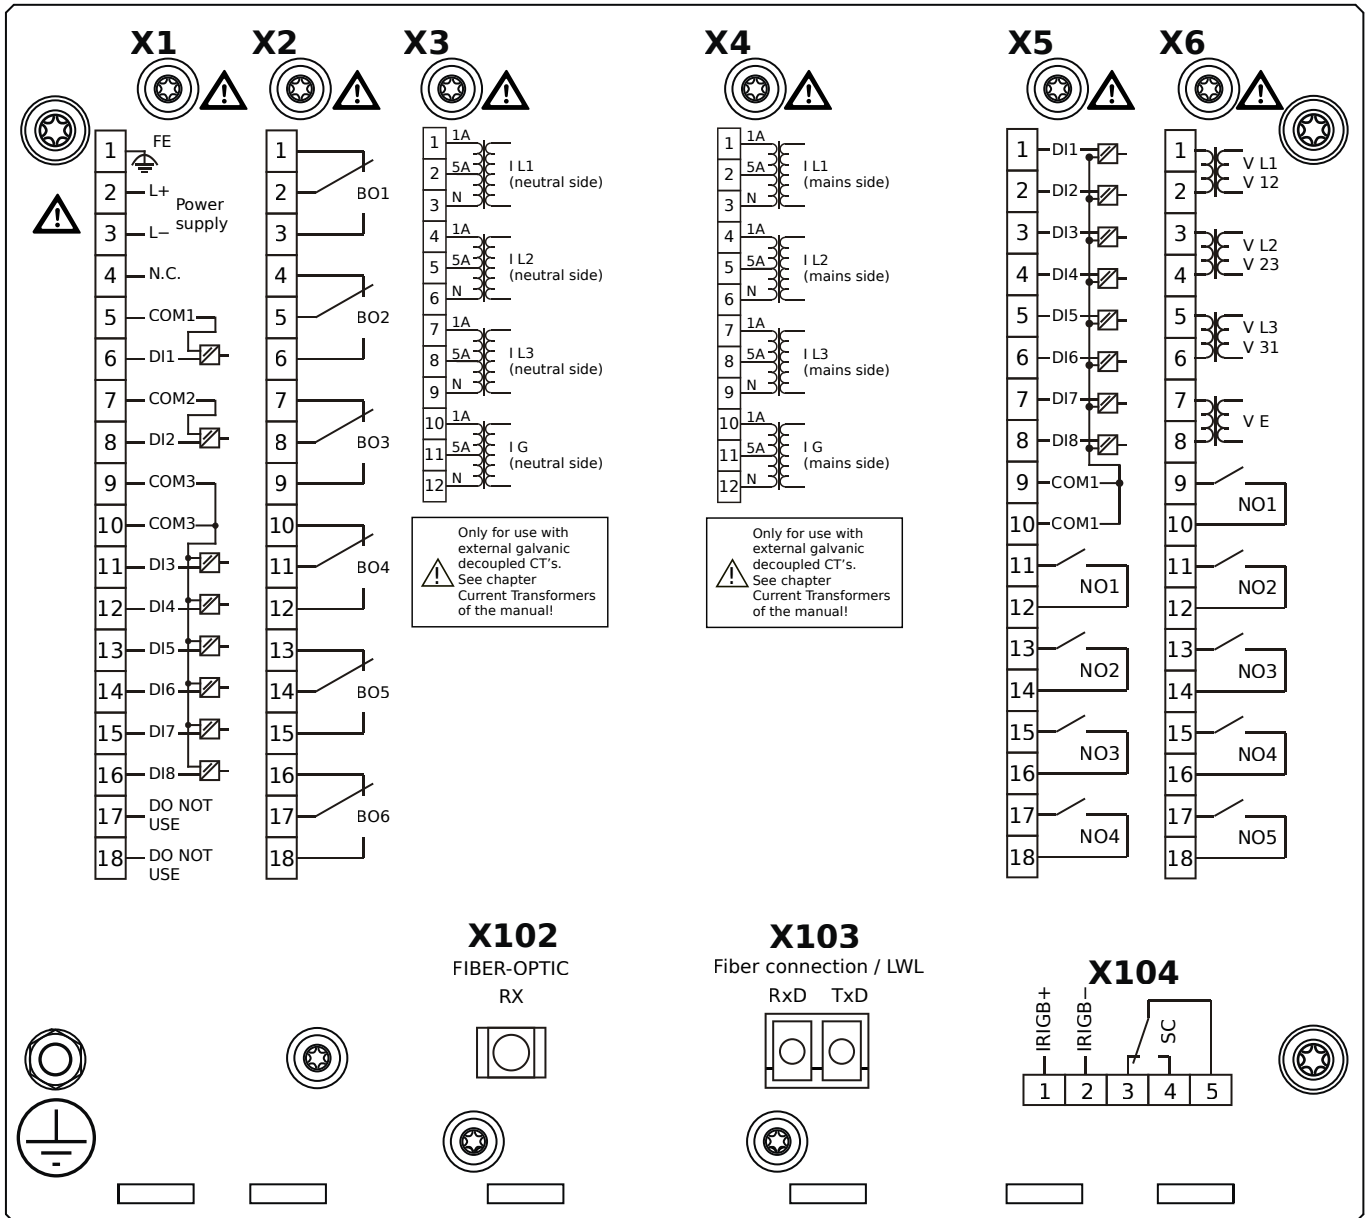 X1
1 FE
2 L+
Power
supply
3 L−
4 N.C.
5 COM1
6 DI1
7 COM2
8 DI2
9 COM3
10 COM3
11 DI3
12 DI4
13 DI5
14 DI6
15 DI7
16 DI8
17 DO NOT
USE
18 DO NOT
USE
X2
1
2 BO1
3
4
5 BO2
6
7
8 BO3
9
10
11 BO4
12
13
14 BO5
15
16
17 BO6
18
X3
1 1A
2 5A I L1
(neutral side)
3 N
4 1A
5 5A I L2
(neutral side)
6 N
7 1A
8 5A I L3
(neutral side)
9 N
10 1A
11 5A I G
(neutral side)
12 N
Only for use with
external galvanic
decoupled CT's.
See chapter
Current Transformers
of the manual!
X4
1 1A
2 5A I L1
(mains side)
3 N
4 1A
5 5A I L2
(mains side)
6 N
7 1A
8 5A I L3
(mains side)
9 N
10 1A
11 5A I G
(mains side)
12 N
Only for use with
external galvanic
decoupled CT's.
See chapter
Current Transformers
of the manual!
X5
1 DI1
2 DI2
3 DI3
4 DI4
5 DI5
6 DI6
7 DI7
8 DI8
9 COM1
10 COM1
11
NO1
12
13
NO2
14
15
NO3
16
17
NO4
18
X6
1 V L1
2 V 12
3 V L2
4 V 23
5 V L3
6 V 31
7
V E
8
9
NO1
10
11
NO2
12
13
NO3
14
15
NO4
16
17
NO5
18
X102
FIBER-OPTIC
RX
X103
Fiber connection / LWL
RxD TxD
X104
IRIGB+
IRIGB−
SC
1 2 3 4 5